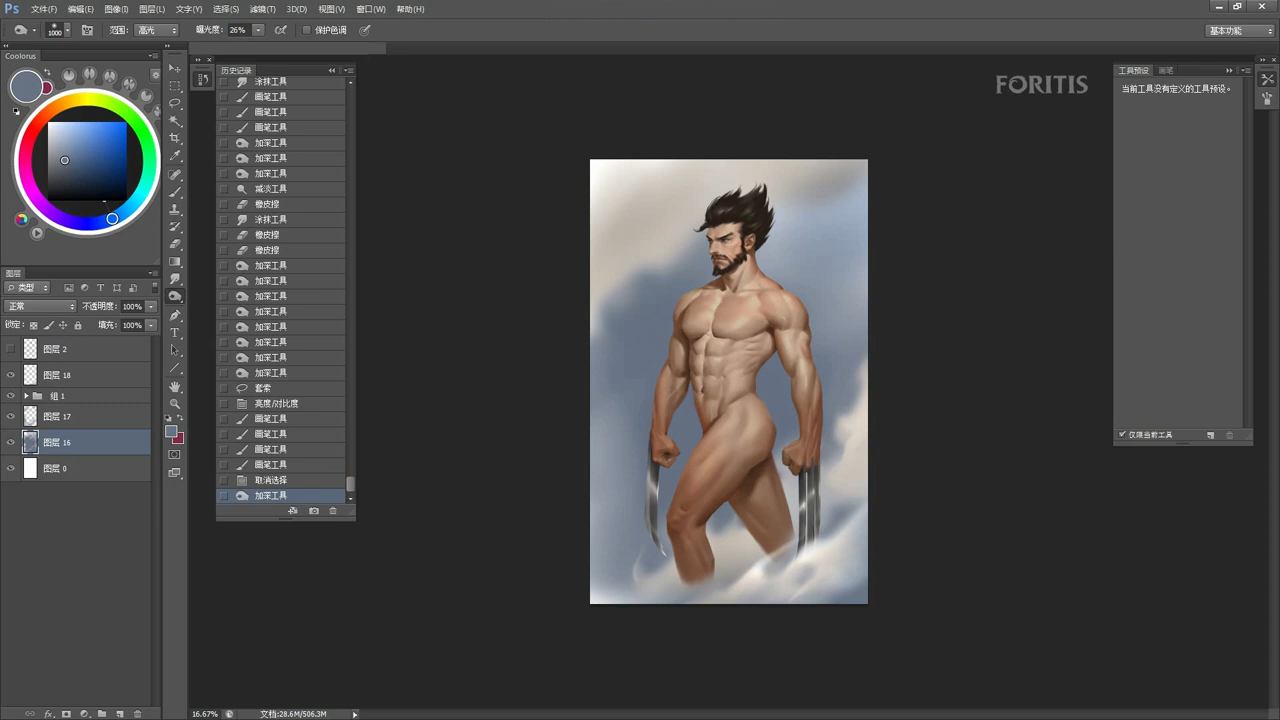 Ps 文件(F) 编辑(E) 图像(I) 图层(L) 文字(Y) 选择(S) 滤镜(T) 3D(D) 视图(V) 窗口(W) 帮助(H)
1000 范围: 高光 曝光度: 26% 保护色调 基本功能
Coolorus
历史记录
涂抹工具
画笔工具
画笔工具
画笔工具
加深工具
加深工具
加深工具
减淡工具
橡皮擦
涂抹工具
橡皮擦
橡皮擦
加深工具
加深工具
加深工具
加深工具
加深工具
加深工具
加深工具
加深工具
套索
亮度/对比度
画笔工具
画笔工具
画笔工具
画笔工具
取消选择
加深工具
图层
类型
正常 不透明度: 100%
锁定: 填充: 100%
图层 2
图层 18
组 1
图层 17
图层 16
图层 0
FORITIS
工具预设 画笔
当前工具没有定义的工具预设。
仅限当前工具
16.67% 文档:28.6M/506.3M